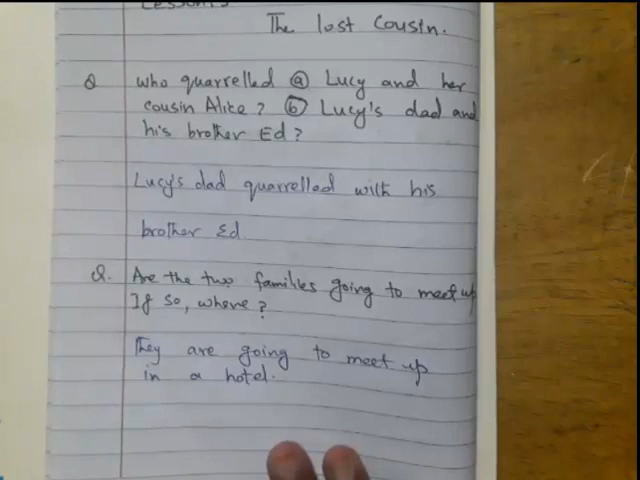 The lost Cousin.
Q who quarrelled ⓐ Lucy and her
cousin Alike? ⓑ Lucy's dad and
his brother Ed?
Lucy's dad quarrelled with his
brother Ed
Q. Are the two families going to meet up
If so, where?
They are going to meet up
in a hotel.